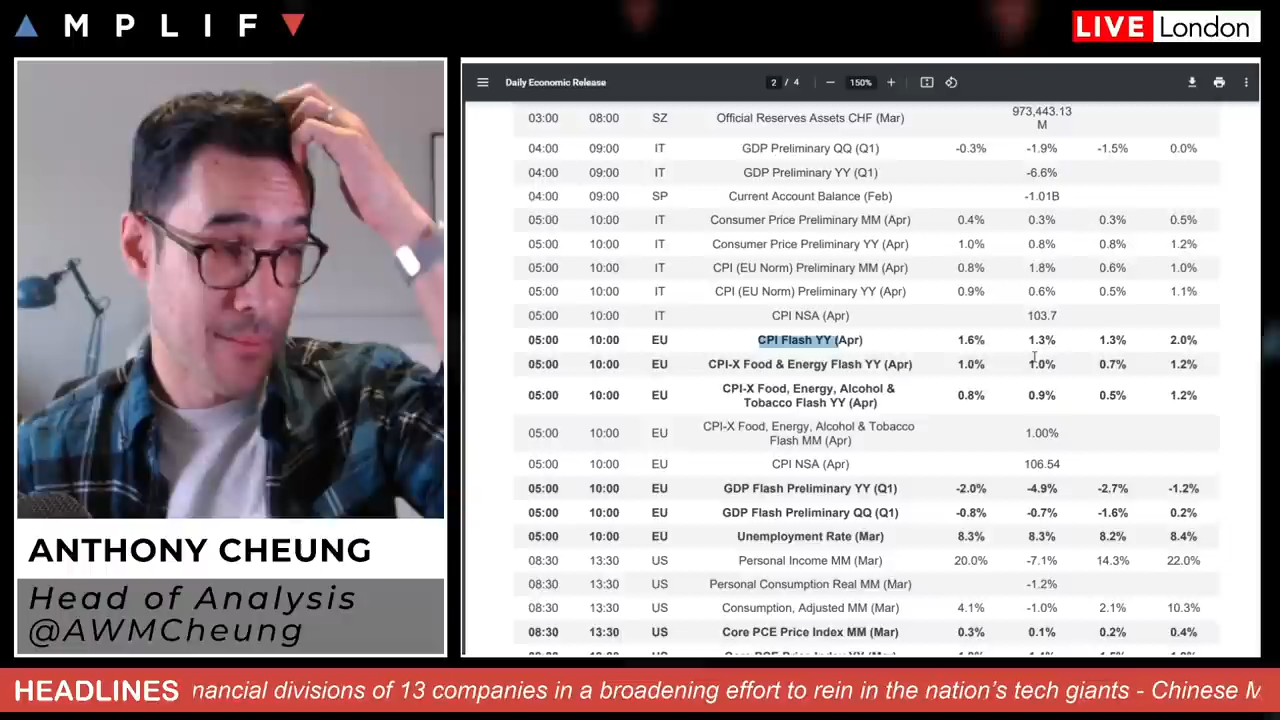 AMPLIFY
LIVE London
Daily Economic Release
2 / 4
150%
03:00 08:00 SZ Official Reserves Assets CHF (Mar) 973,443.13
M
04:00 09:00 IT GDP Preliminary QQ (Q1) -0.3% -1.9% -1.5% 0.0%
04:00 09:00 IT GDP Preliminary YY (Q1) -6.6%
04:00 09:00 SP Current Account Balance (Feb) -1.01B
05:00 10:00 IT Consumer Price Preliminary MM (Apr) 0.4% 0.3% 0.3% 0.5%
05:00 10:00 IT Consumer Price Preliminary YY (Apr) 1.0% 0.8% 0.8% 1.2%
05:00 10:00 IT CPI (EU Norm) Preliminary MM (Apr) 0.8% 1.8% 0.6% 1.0%
05:00 10:00 IT CPI (EU Norm) Preliminary YY (Apr) 0.9% 0.6% 0.5% 1.1%
05:00 10:00 IT CPI NSA (Apr) 103.7
05:00 10:00 EU CPI Flash YY (Apr) 1.6% 1.3% 1.3% 2.0%
05:00 10:00 EU CPI-X Food & Energy Flash YY (Apr) 1.0% 1.0% 0.7% 1.2%
05:00 10:00 EU CPI-X Food, Energy, Alcohol &
Tobacco Flash YY (Apr) 0.8% 0.9% 0.5% 1.2%
05:00 10:00 EU CPI-X Food, Energy, Alcohol & Tobacco
Flash MM (Apr) 1.00%
05:00 10:00 EU CPI NSA (Apr) 106.54
05:00 10:00 EU GDP Flash Preliminary YY (Q1) -2.0% -4.9% -2.7% -1.2%
05:00 10:00 EU GDP Flash Preliminary QQ (Q1) -0.8% -0.7% -1.6% 0.2%
05:00 10:00 EU Unemployment Rate (Mar) 8.3% 8.3% 8.2% 8.4%
08:30 13:30 US Personal Income MM (Mar) 20.0% -7.1% 14.3% 22.0%
08:30 13:30 US Personal Consumption Real MM (Mar) -1.2%
08:30 13:30 US Consumption, Adjusted MM (Mar) 4.1% -1.0% 2.1% 10.3%
08:30 13:30 US Core PCE Price Index MM (Mar) 0.3% 0.1% 0.2% 0.4%
ANTHONY CHEUNG
Head of Analysis
@AWMCheung
HEADLINES nancial divisions of 13 companies in a broadening effort to rein in the nation's tech giants - Chinese M